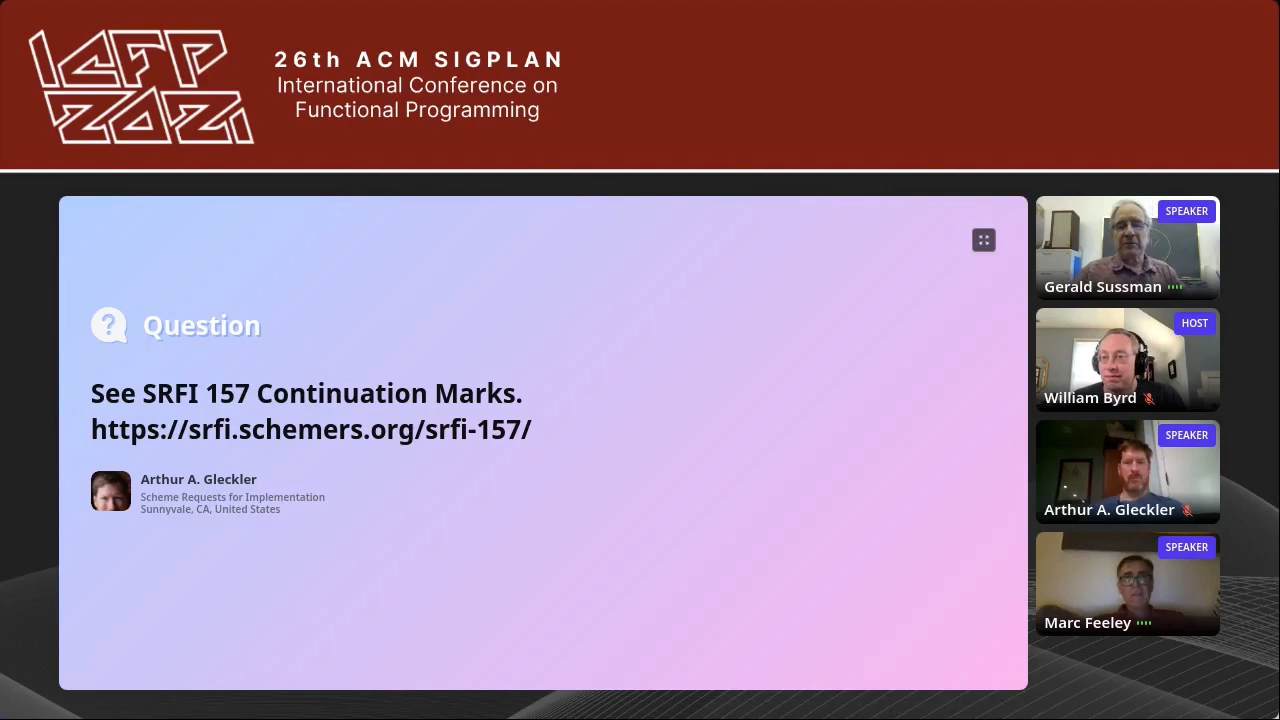 ICFP
2021
26th ACM SIGPLAN
International Conference on
Functional Programming
Question
See SRFI 157 Continuation Marks.
https://srfi.schemers.org/srfi-157/
Arthur A. Gleckler
Scheme Requests for Implementation
Sunnyvale, CA, United States
SPEAKER
Gerald Sussman
HOST
William Byrd
SPEAKER
Arthur A. Gleckler
SPEAKER
Marc Feeley